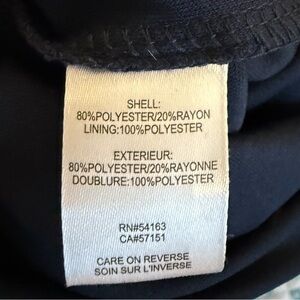 SHELL:
80%POLYESTER/20%RAYON
LINING:100%POLYESTER
EXTERIEUR:
80%POLYESTER/20%RAYONNE
DOUBLURE:100%POLYESTER
RN#54163
CA#57151
CARE ON REVERSE
SOIN SUR L'INVERSE